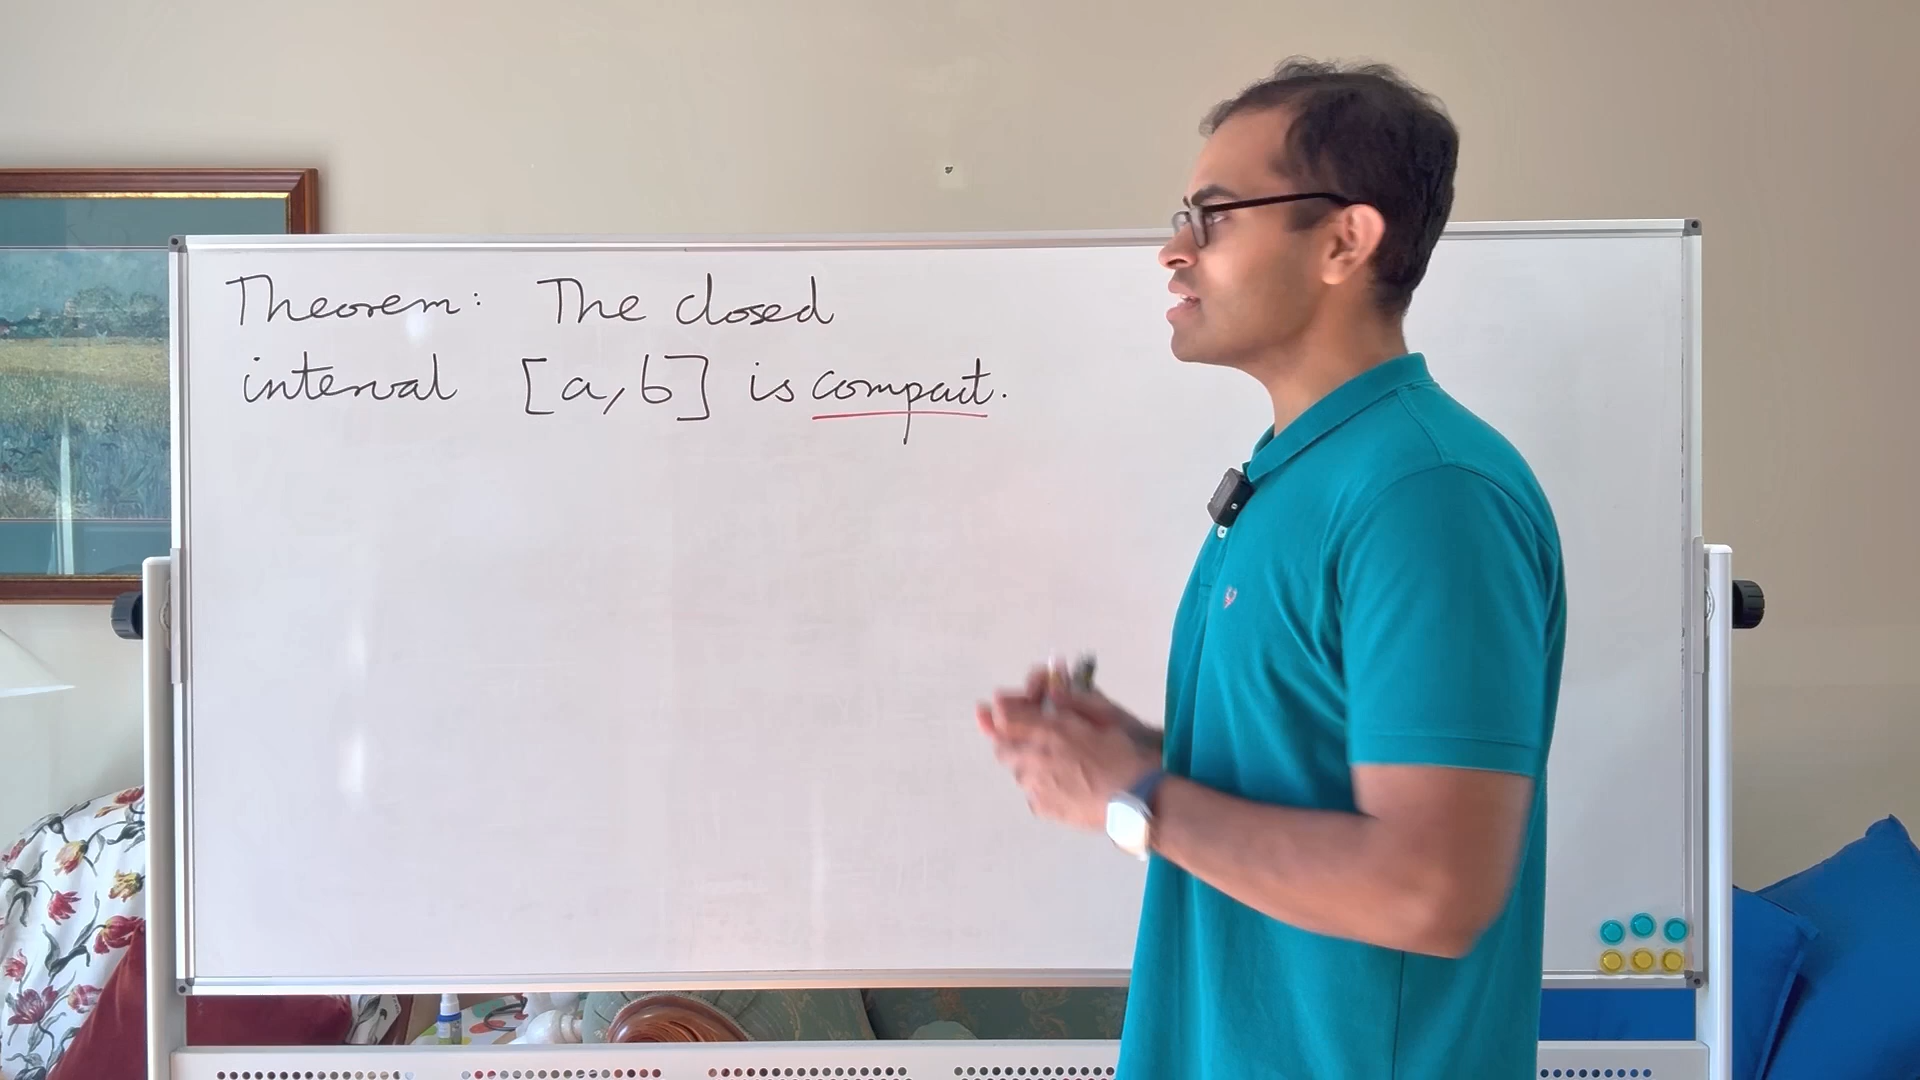 Theorem: The closed
interval [a,b] is compact.